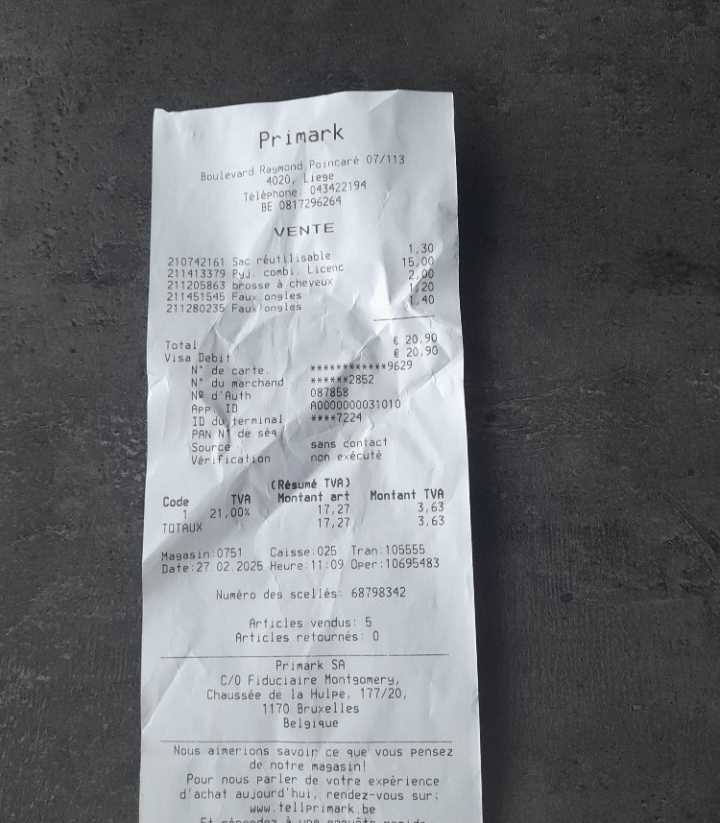 Primark
Boulevard Raymond Poincaré 07/113
4020, Liege
Téléphone: 043422194
BE 0817296264
VENTE
210742161 Sac réutilisable 1,30
211413379 Pyj. combi. Licenc 15,00
211205863 brosse à cheveux 2,00
211451545 Faux ongles 1,20
211280235 Faux ongles 1,40
Total € 20,90
Visa Debit € 20,90
N° de carte. ************9629
N° du marchand ******2852
Nº d'Auth 087858
App. ID A0000000031010
ID du terminal ****7224
PAN N° de séq
Source sans contact
Vérification non exécuté
(Résumé TVA)
Code TVA Montant art Montant TVA
1 21,00% 17,27 3,63
TOTAUX 17,27 3,63
Magasin:0751 Caisse:025 Tran:105555
Date:27.02.2025 Heure:11:09 Oper:10695483
Numéro des scellés: 68798342
Articles vendus: 5
Articles retournés: 0
Primark SA
C/O Fiduciaire Montgomery,
Chaussée de la Hulpe, 177/20,
1170 Bruxelles
Belgique
Nous aimerions savoir ce que vous pensez
de notre magasin!
Pour nous parler de votre expérience
d'achat aujourd'hui, rendez-vous sur:
www.tellprimark.be
Et répondez à une enquête rapide